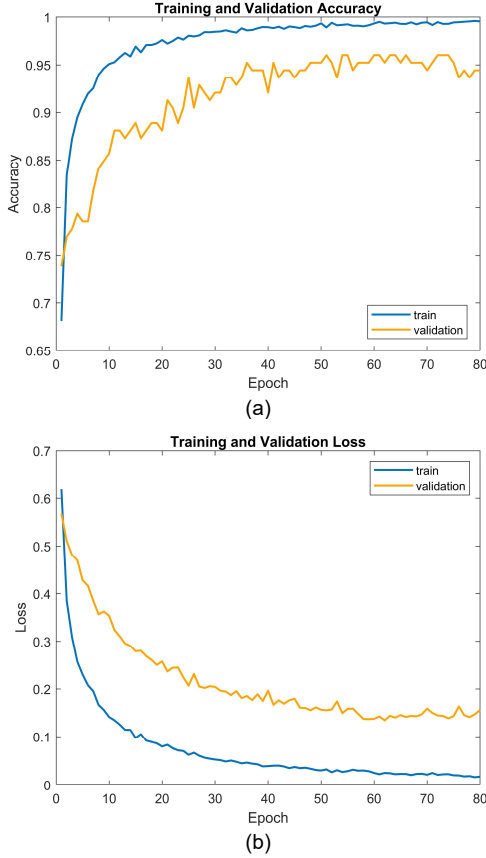 Training and Validation Accuracy
1
0.95
0.9
0.85
0.8
0.75
0.7
0.65
Accuracy
train
validation
0 10 20 30 40 50 60 70 80
Epoch
(a)
Training and Validation Loss
0.7
0.6
0.5
0.4
0.3
0.2
0.1
0
Loss
train
validation
0 10 20 30 40 50 60 70 80
Epoch
(b)